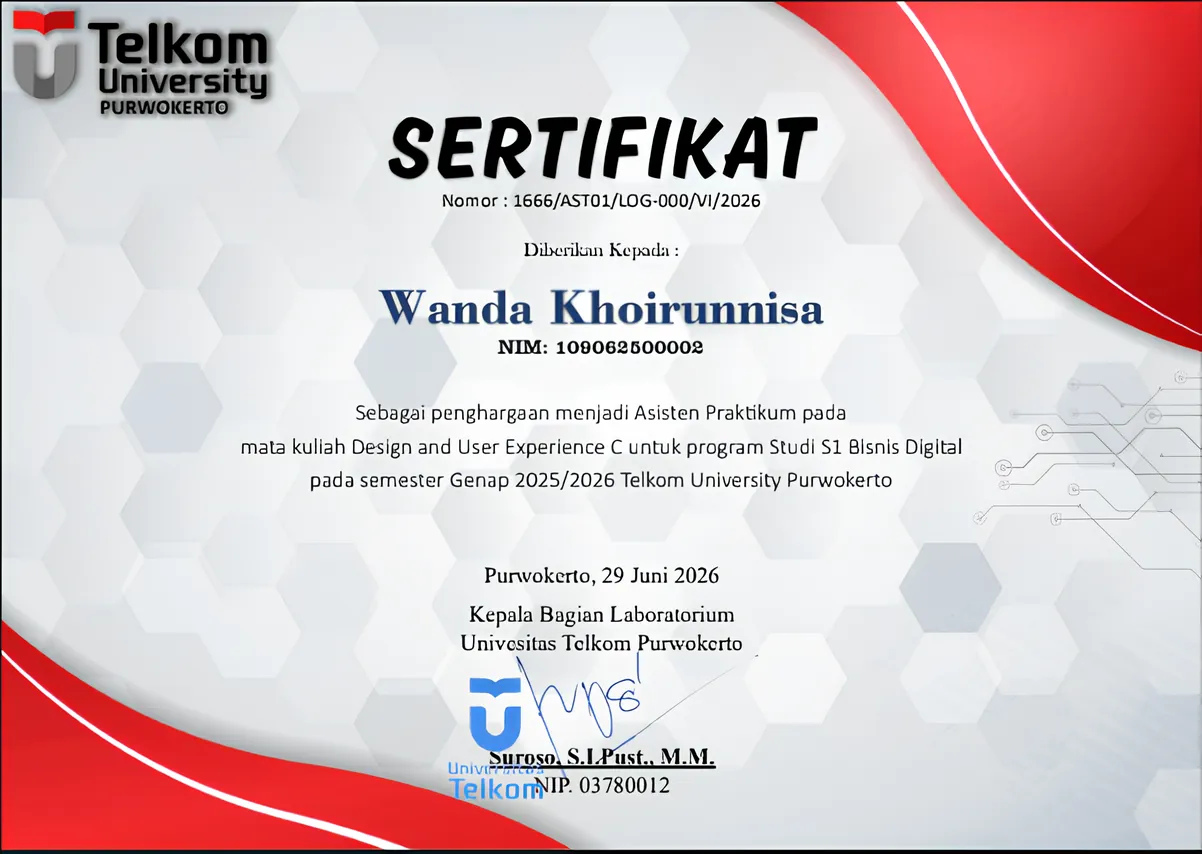 Telkom
University
PURWOKERTO
SERTIFIKAT
Nomor : 1666/AST01/LOG-000/VI/2026
Diberikan Kepada :
Wanda Khoirunnisa
NIM: 109062500002
Sebagai penghargaan menjadi Asisten Praktikum pada
mata kuliah Design and User Experience C untuk program Studi S1 Bisnis Digital
pada semester Genap 2025/2026 Telkom University Purwokerto
Purwokerto, 29 Juni 2026
Kepala Bagian Laboratorium
Univesitas Telkom Purwokerto
Suroso, S.I.Pust., M.M.
Universitas
Telkom
NIP. 03780012